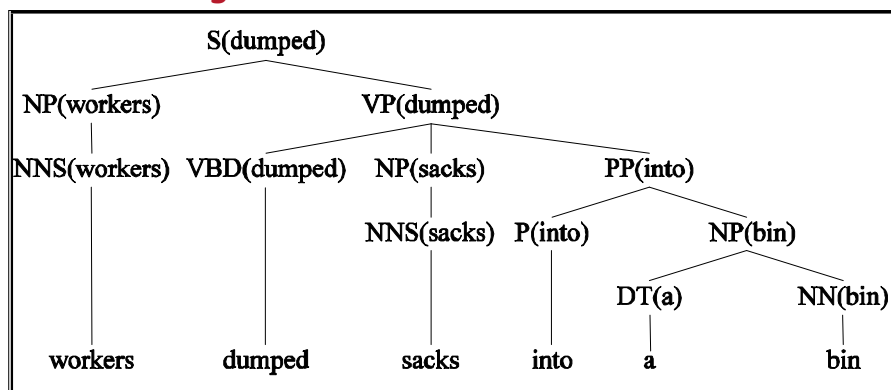 S(dumped)
NP(workers) VP(dumped)
NNS(workers) VBD(dumped) NP(sacks) PP(into)
NNS(sacks) P(into) NP(bin)
DT(a) NN(bin)
workers dumped sacks into a bin